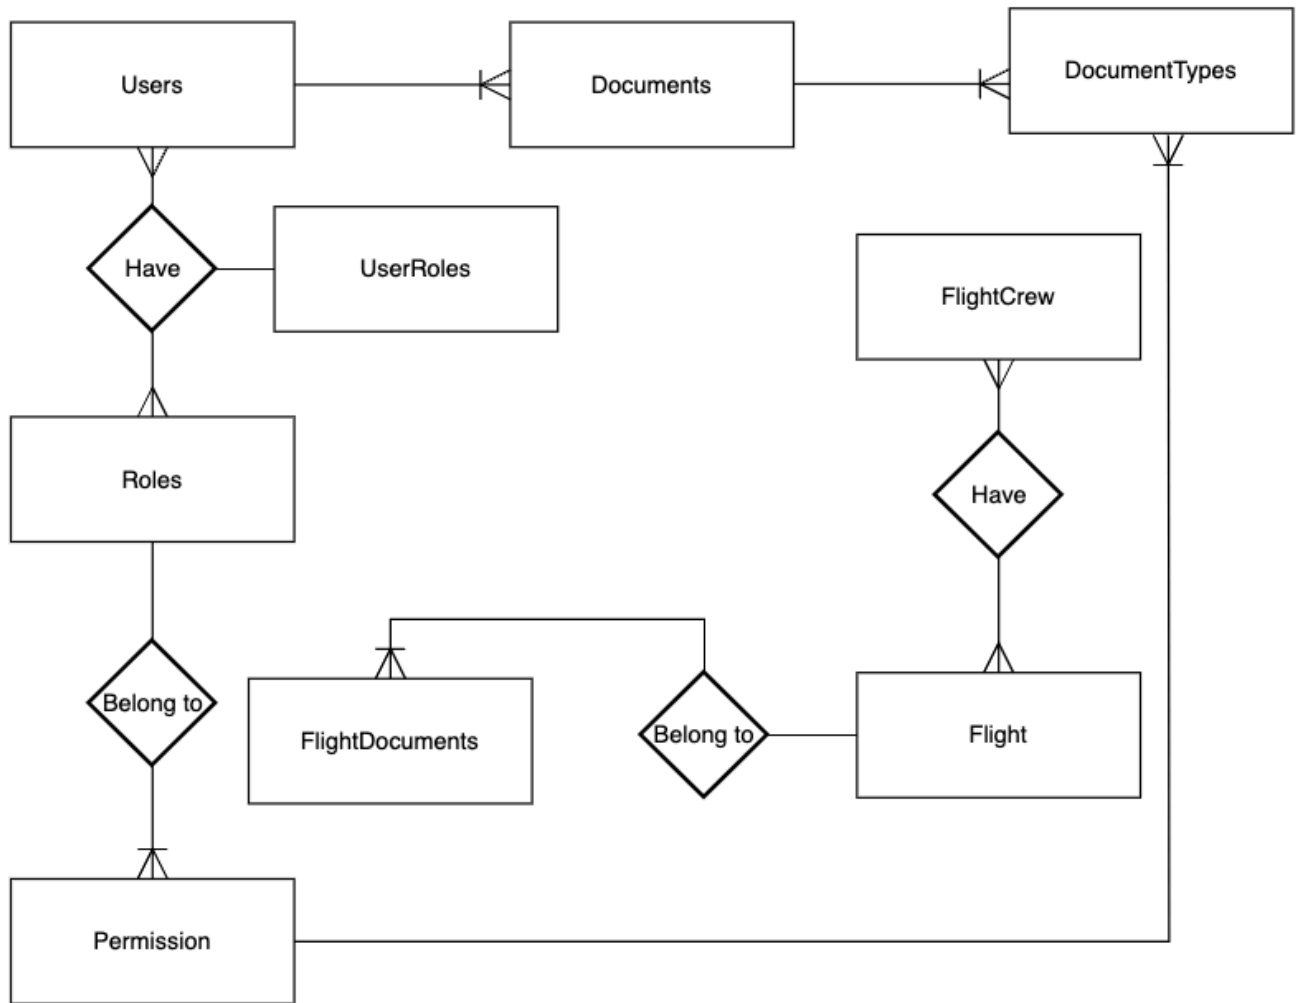 Users
Documents
DocumentTypes
Have
UserRoles
FlightCrew
Roles
Have
Belong to
FlightDocuments
Belong to
Flight
Permission